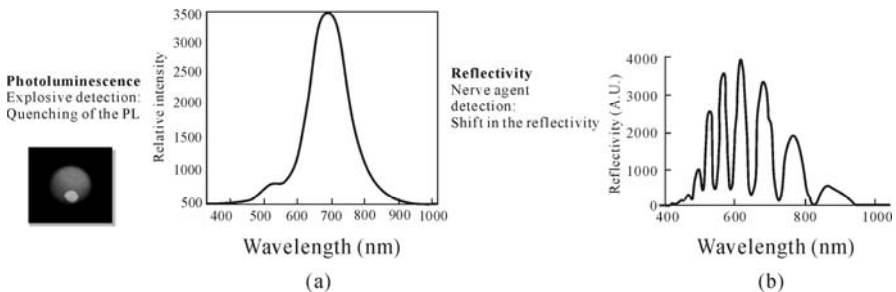 Photoluminescence
Explosive detection:
Quenching of the PL
Relative intensity
3500
3000
2500
2000
1500
1000
500
400 500 600 700 800 900 1000
Wavelength (nm)
(a)
Reflectivity
Nerve agent
detection:
Shift in the reflectivity
Reflectivity (A.U.)
4000
3000
2000
1000
0
400 600 800 1000
Wavelength (nm)
(b)